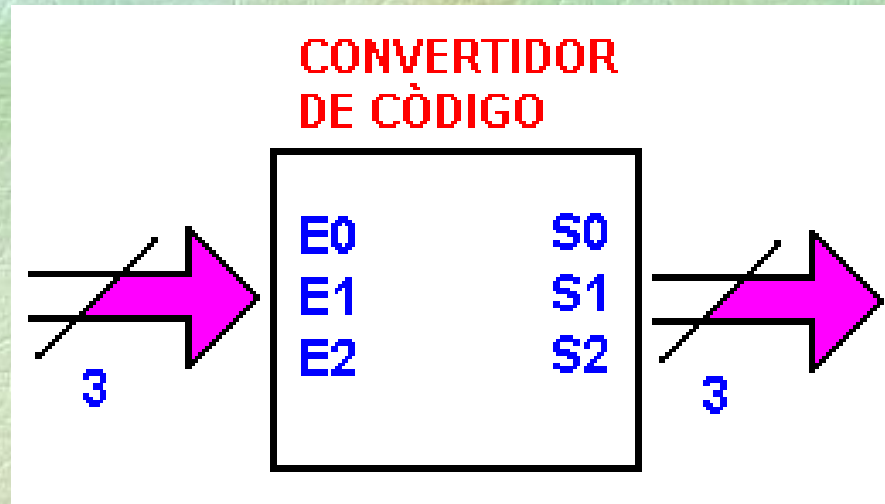 CONVERTIDOR
DE CÒDIGO
E0 S0
E1 S1
E2 S2
3 3